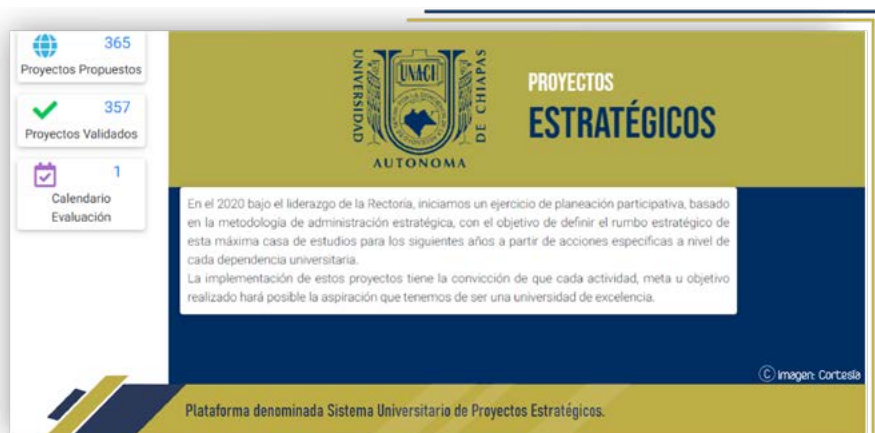 365
Proyectos Propuestos
357
Proyectos Validados
1
Calendario
Evaluación
UNIVERSIDAD
UNACH
DE CHIAPAS
AUTONOMA
PROYECTOS
ESTRATÉGICOS
En el 2020 bajo el liderazgo de la Rectoría, iniciamos un ejercicio de planeación participativa, basado
en la metodología de administración estratégica, con el objetivo de definir el rumbo estratégico de
esta máxima casa de estudios para los siguientes años a partir de acciones específicas a nivel de
cada dependencia universitaria.
La implementación de estos proyectos tiene la convicción de que cada actividad, meta u objetivo
realizado hará posible la aspiración que tenemos de ser una universidad de excelencia.
© Imagen: Cortesía
Plataforma denominada Sistema Universitario de Proyectos Estratégicos.